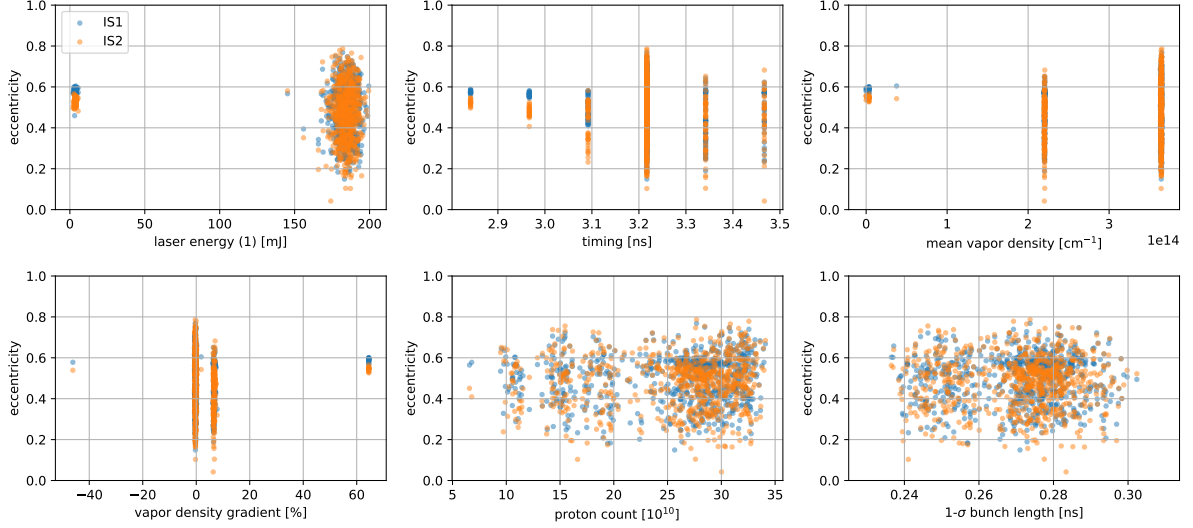 1.0
0.8
0.6
0.4
0.2
0.0
eccentricity
IS1
IS2
0 50 100 150 200
laser energy (1) [mJ]
1.0
0.8
0.6
0.4
0.2
0.0
eccentricity
2.9 3.0 3.1 3.2 3.3 3.4 3.5
timing [ns]
1.0
0.8
0.6
0.4
0.2
0.0
eccentricity
0 1 2 3
1e14
mean vapor density [cm⁻¹]
1.0
0.8
0.6
0.4
0.2
0.0
eccentricity
−40 −20 0 20 40 60
vapor density gradient [%]
1.0
0.8
0.6
0.4
0.2
0.0
eccentricity
5 10 15 20 25 30 35
proton count [10¹⁰]
1.0
0.8
0.6
0.4
0.2
0.0
eccentricity
0.24 0.26 0.28 0.30
1-σ bunch length [ns]